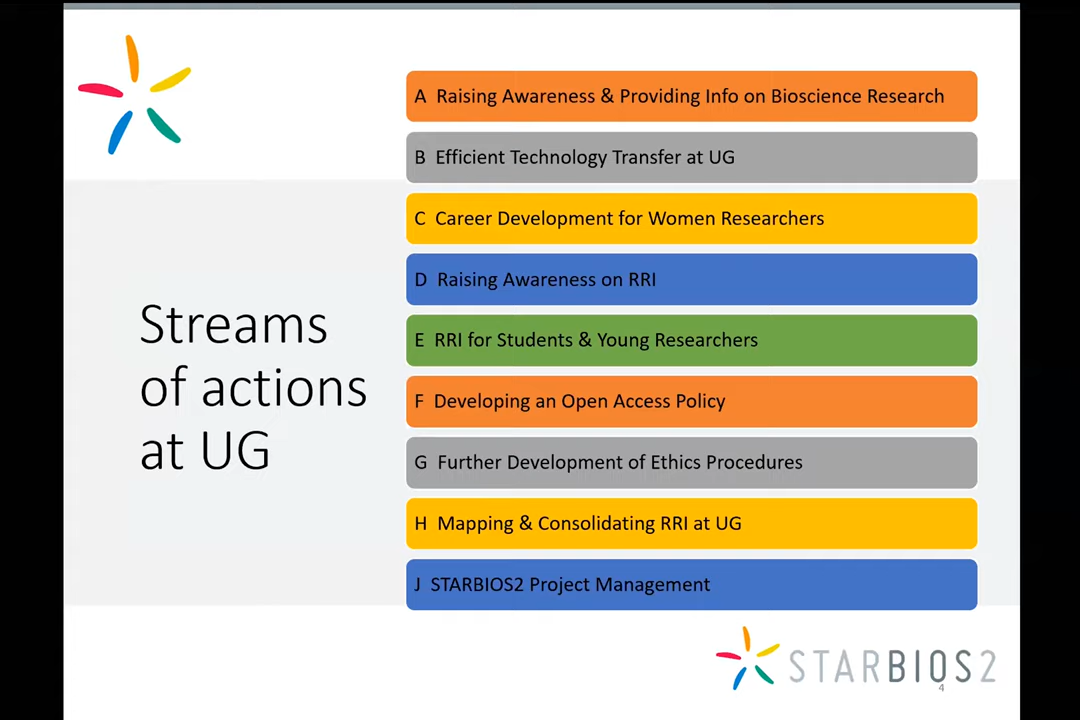 Streams
of actions
at UG
A Raising Awareness & Providing Info on Bioscience Research
B Efficient Technology Transfer at UG
C Career Development for Women Researchers
D Raising Awareness on RRI
E RRI for Students & Young Researchers
F Developing an Open Access Policy
G Further Development of Ethics Procedures
H Mapping & Consolidating RRI at UG
J STARBIOS2 Project Management
STARBIOS2
4